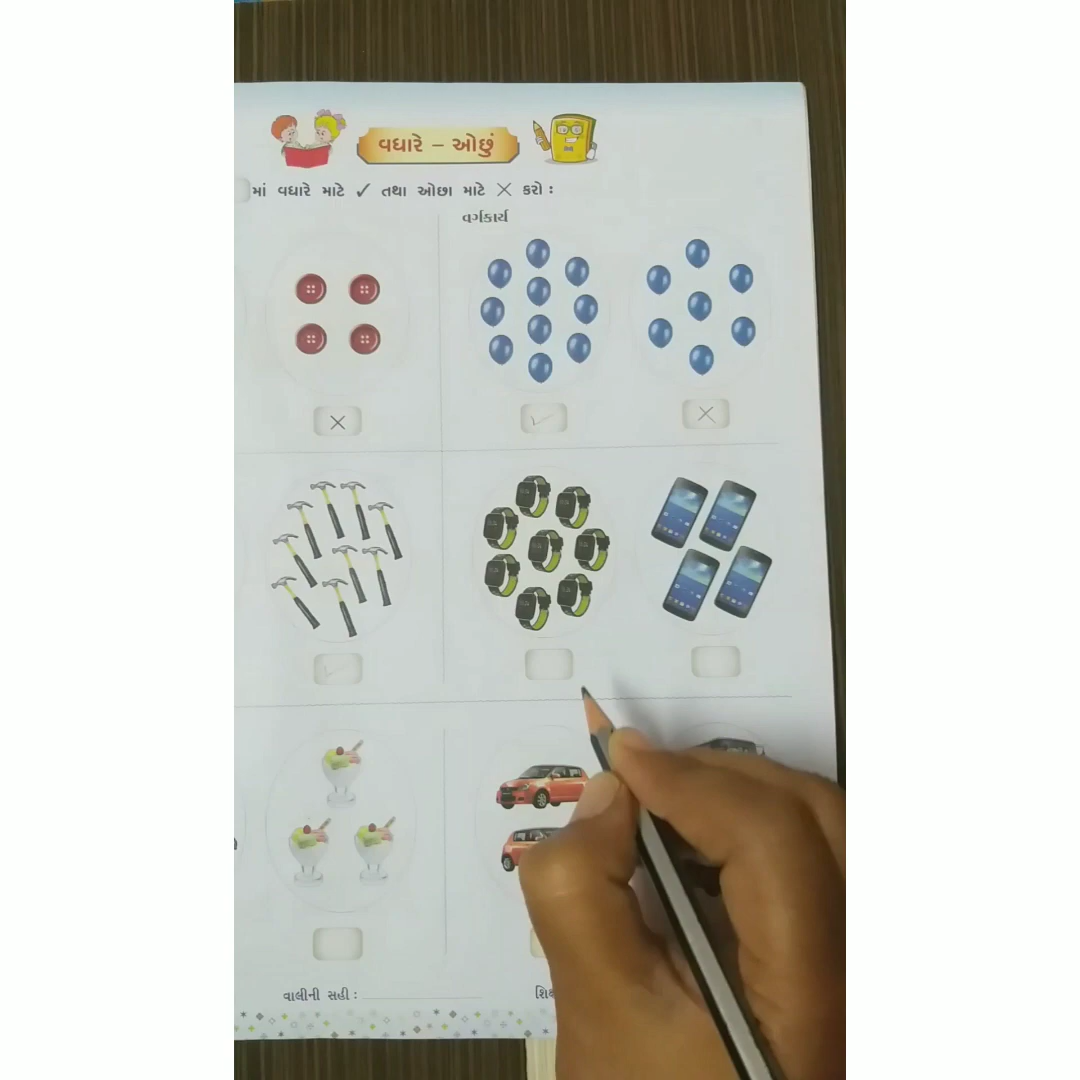 વધારે – ઓછું
માં વધારે માટે ✓ તથા ઓછા માટે ✕ કરો :
વર્ગકાર્ય
વાલીની સહી :